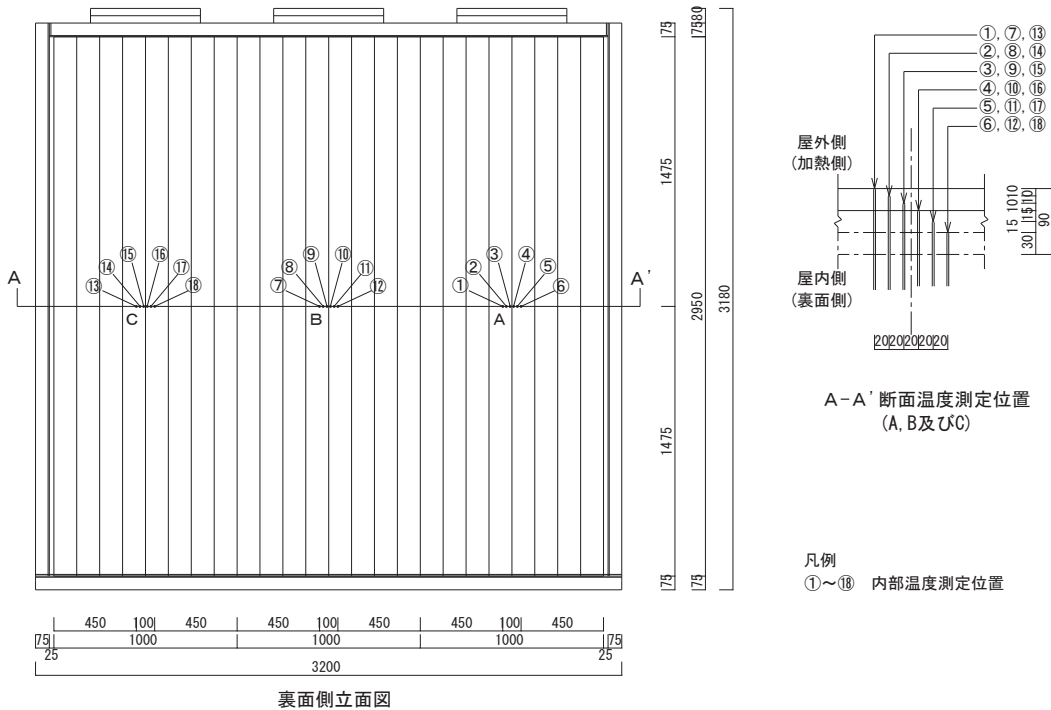 80
75
75
1475
1475
2950
3180
75
75
A
A'
⑬
⑭
⑮
⑯
⑰
⑱
C
⑦
⑧
⑨
⑩
⑪
⑫
B
①
②
③
④
⑤
⑥
A
450 100 450 450 100 450 450 100 450
75 1000 1000 1000 75
25 25
3200
裏面側立面図
①, ⑦, ⑬
②, ⑧, ⑭
③, ⑨, ⑮
④, ⑩, ⑯
⑤, ⑪, ⑰
⑥, ⑫, ⑱
屋外側
(加熱側)
屋内側
(裏面側)
10
10
10
15
15
30
90
20 20 20 20 20
A-A'断面温度測定位置
(A, B及びC)
凡例
①~⑱ 内部温度測定位置